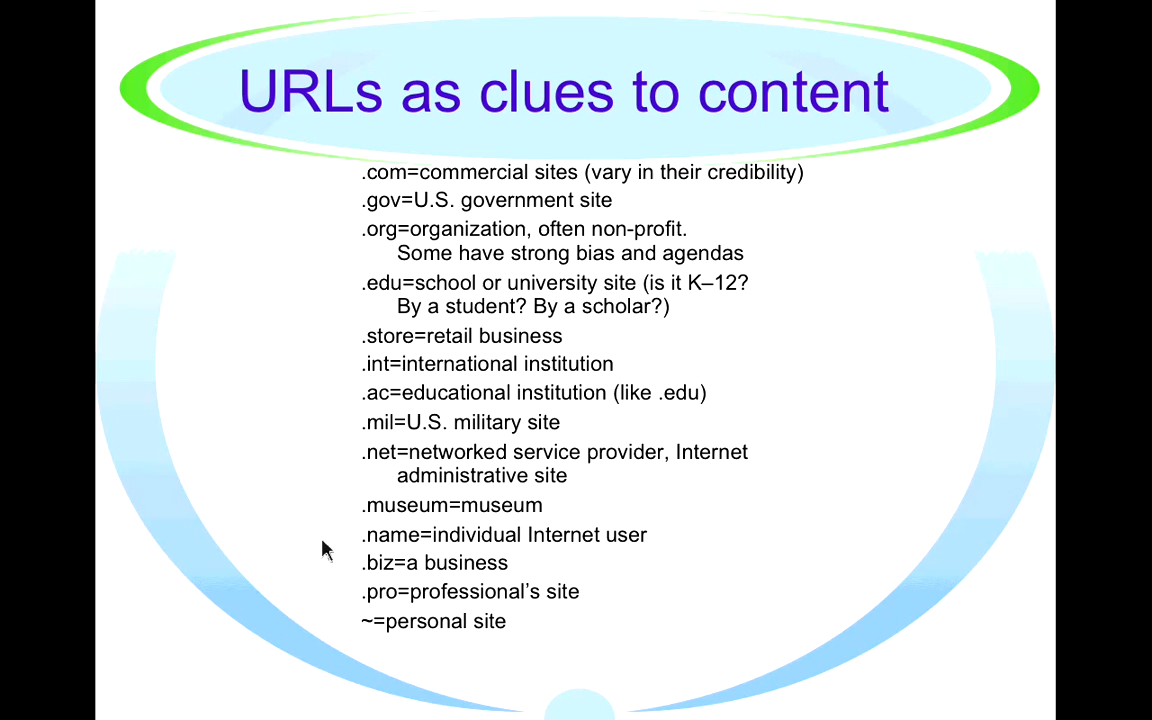 URLs as clues to content
.com=commercial sites (vary in their credibility)
.gov=U.S. government site
.org=organization, often non-profit.
Some have strong bias and agendas
.edu=school or university site (is it K–12?
By a student? By a scholar?)
.store=retail business
.int=international institution
.ac=educational institution (like .edu)
.mil=U.S. military site
.net=networked service provider, Internet
administrative site
.museum=museum
.name=individual Internet user
.biz=a business
.pro=professional’s site
~=personal site